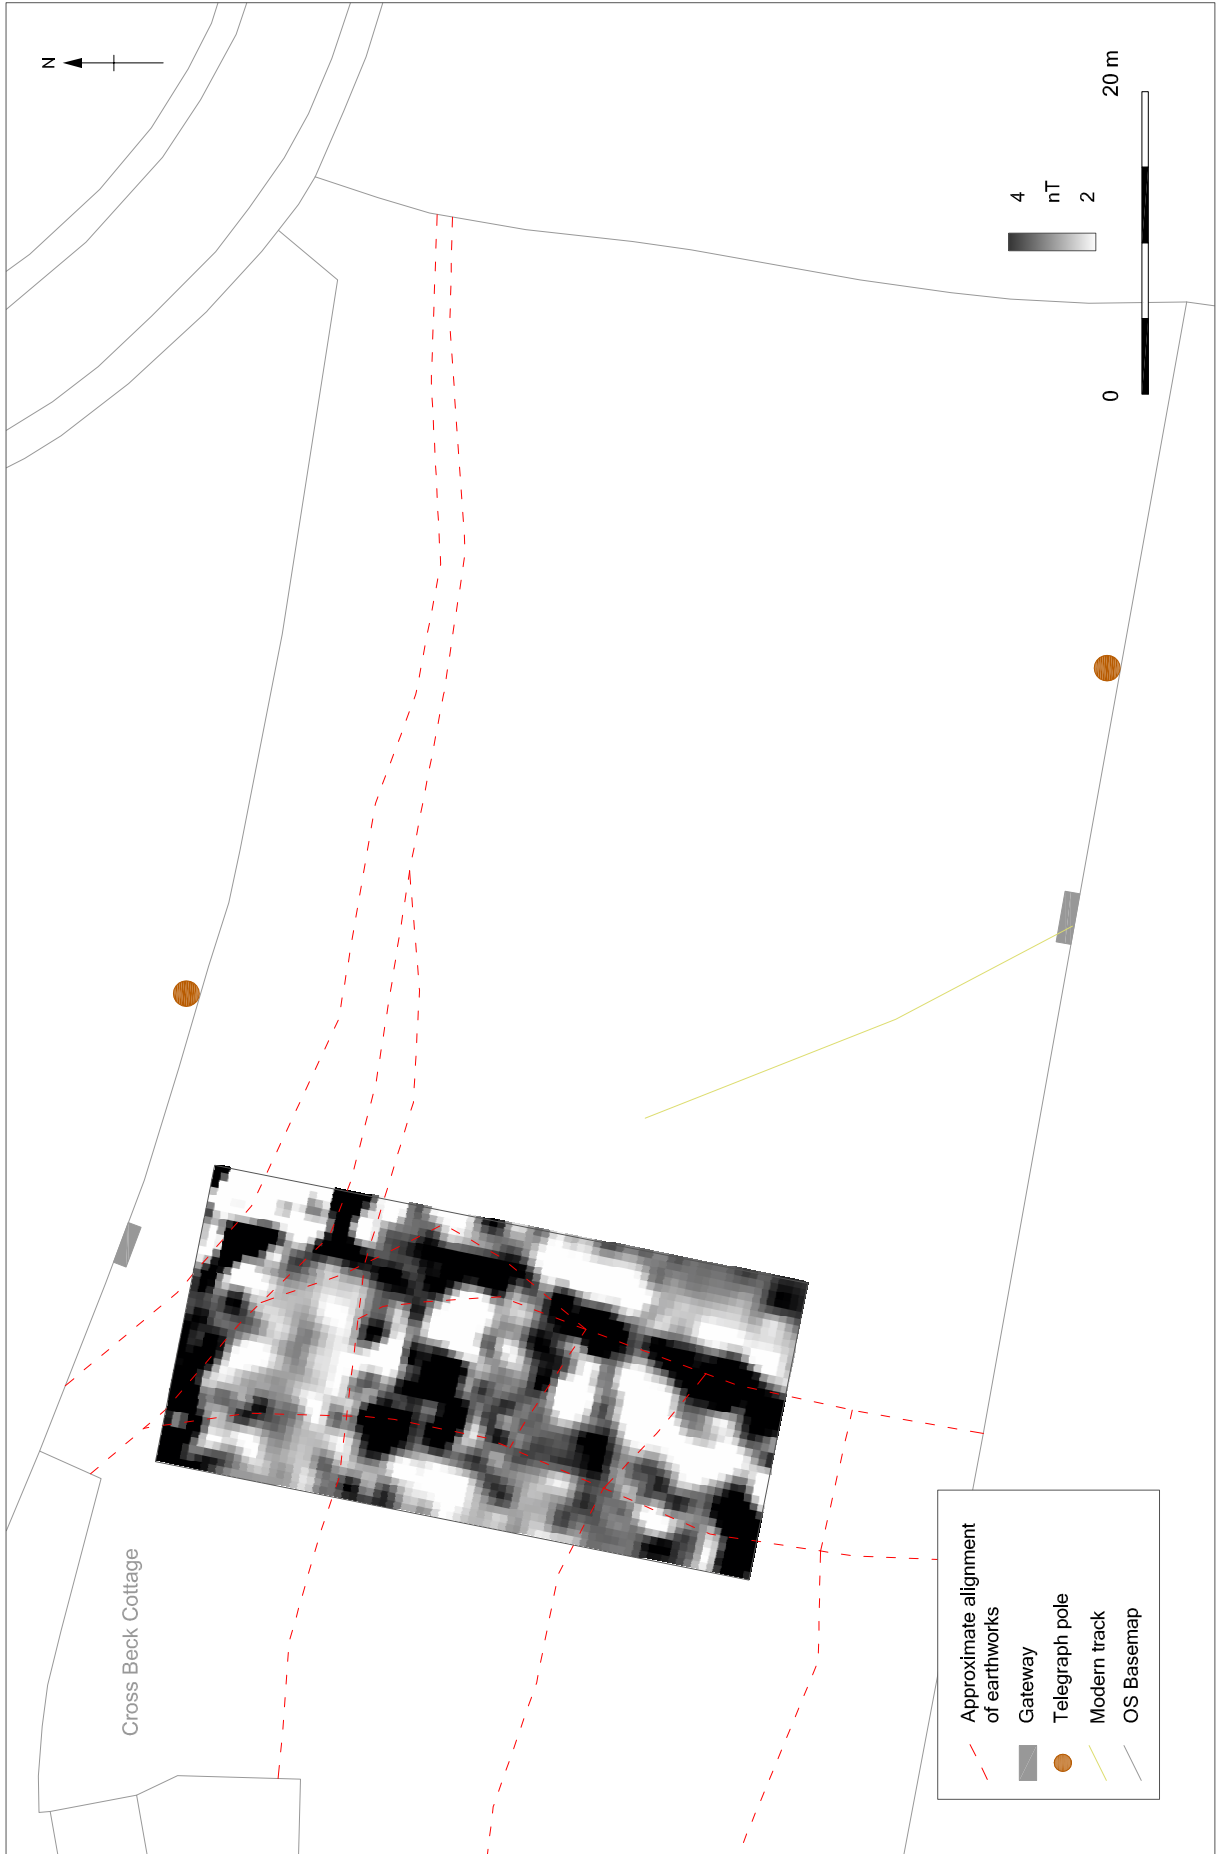 N
20 m
0
4
nT
2
Cross Beck Cottage
Approximate alignment
of earthworks
Gateway
Telegraph pole
Modern track
OS Basemap